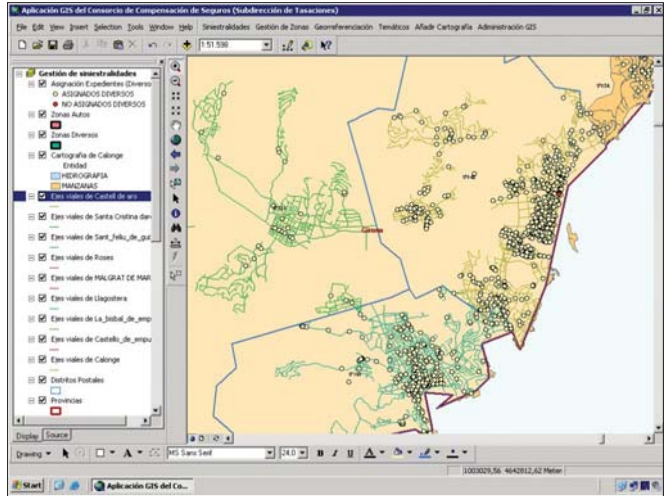 Aplicación GIS del Consorcio de Compensación de Seguros (Subdirección de Tasaciones)
File Edit View Insert Selection Tools Window Help Siniestralidades Gestión de Zonas Georreferenciación Temáticos Añadir Cartografía Administración GIS
1:51.598
Gestión de siniestralidades
Asignación Expedientes (Diverso
ASIGNADOS DIVERSOS
NO ASIGNADOS DIVERSOS
Zonas Autos
Zonas Diversos
Cartografía de Calonge
Entidad
HIDROGRAFIA
MANZANAS
Ejes viales de Castell de aro
Ejes viales de Santa Cristina dar
Ejes viales de Sant_feliu_de_gui
Ejes viales de Roses
Ejes viales de MALGRAT DE MAR
Ejes viales de Llagostera
Ejes viales de La_bisbal_de_emp
Ejes viales de Castello_de_empu
Ejes viales de Calonge
Distritos Postales
Provincias
Gerona
Display Source
Drawing A MS Sans Serif 24,0 B I U A
1003029,56 4642812,62 Meter
Start Aplicación GIS del Co...